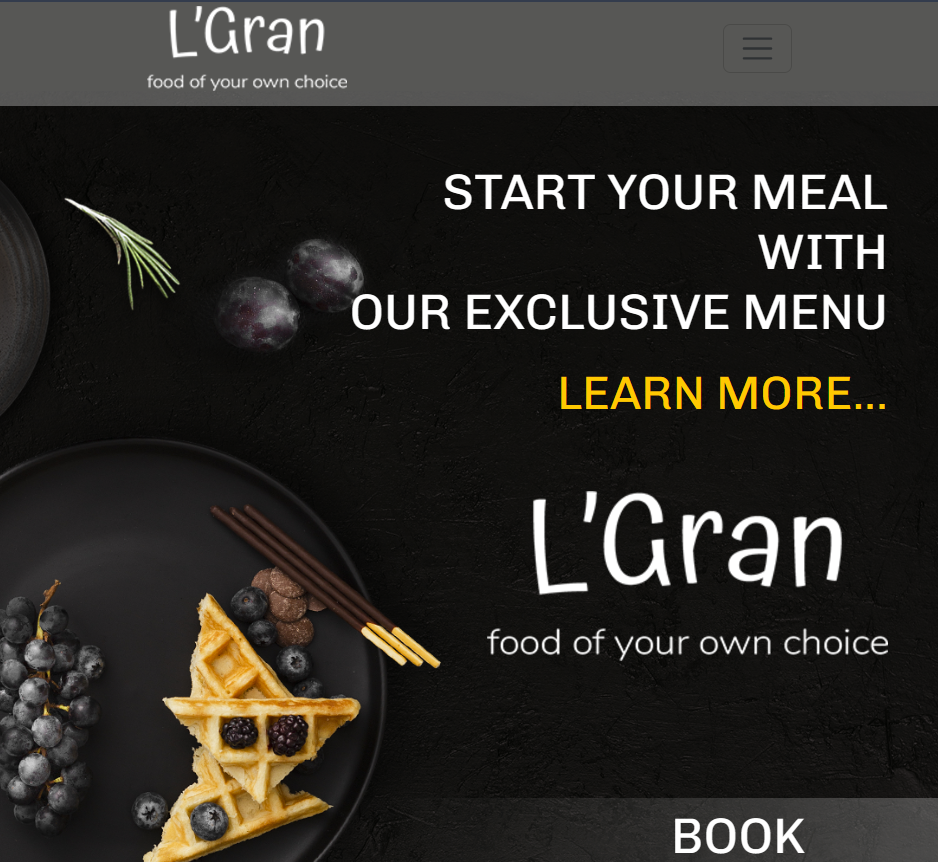 L'Gran
food of your own choice
START YOUR MEAL
WITH
OUR EXCLUSIVE MENU
LEARN MORE...
L'Gran
food of your own choice
BOOK